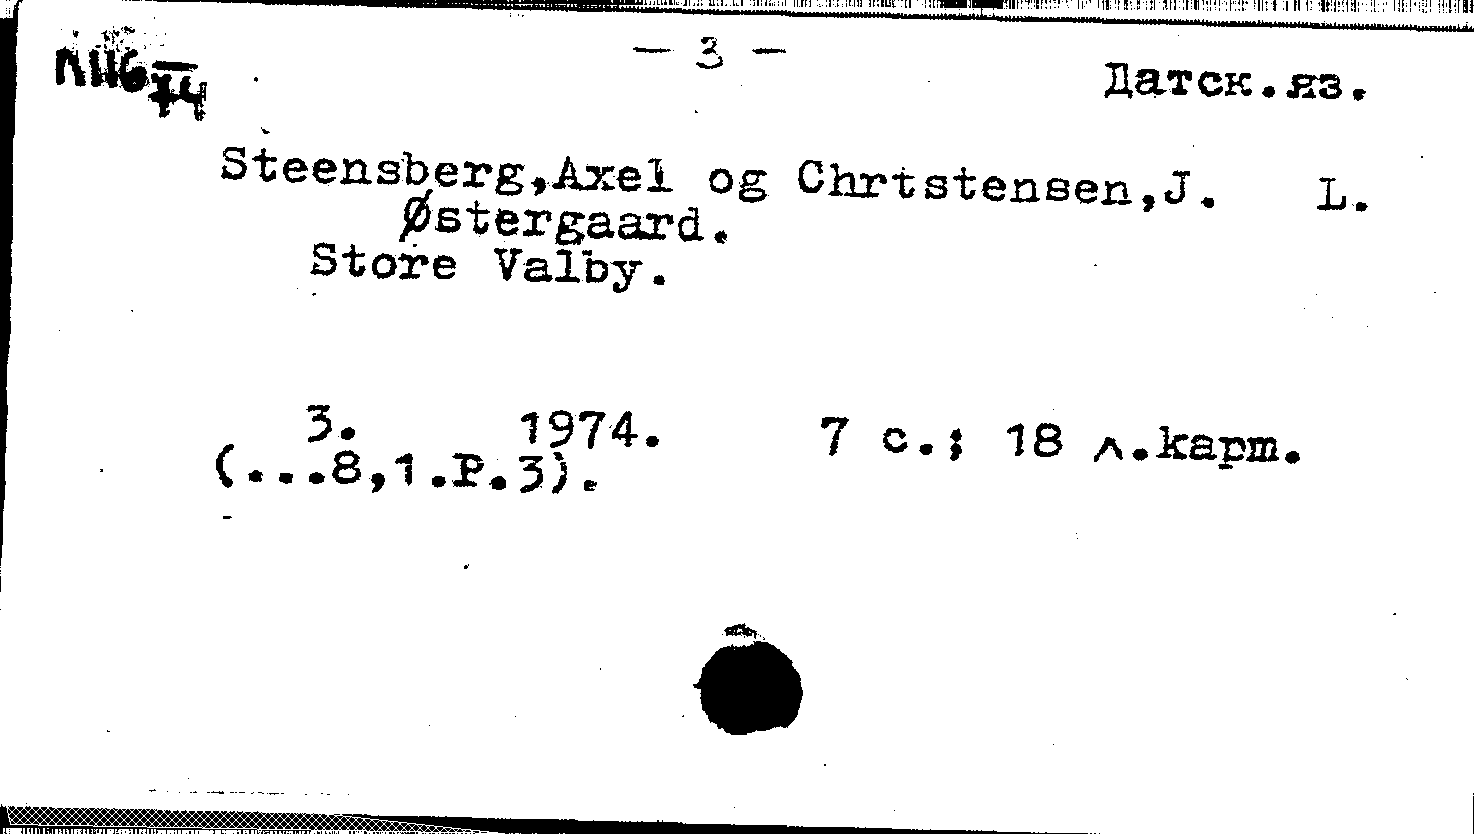 — 3 —
Датск.яз.
Steensberg,Axel og Chrtstensen,J. L.
Østergaard.
Store Valby.
3. 1974. 7 с.; 18 л.карт.
(...8,1.P.3).